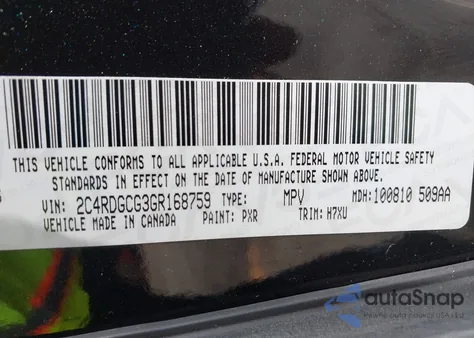 THIS VEHICLE CONFORMS TO ALL APPLICABLE U.S.A. FEDERAL MOTOR VEHICLE SAFETY
STANDARDS IN EFFECT ON THE DATE OF MANUFACTURE SHOWN ABOVE.
VIN: 2C4RDGCG3GR168759 TYPE: MPV MDH: 100810 509AA
VEHICLE MADE IN CANADA PAINT: PXR TRIM: H7XU
autoSnap